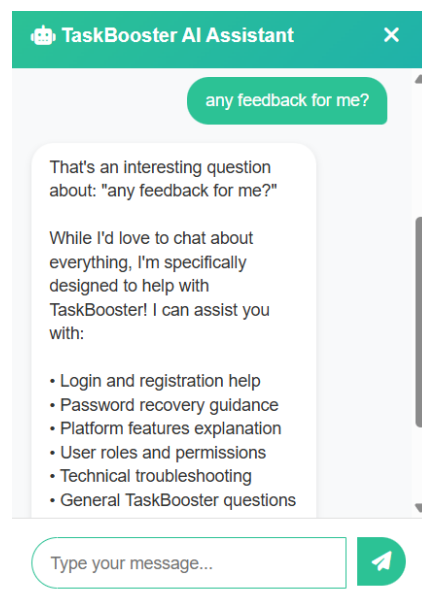 TaskBooster AI Assistant ×
any feedback for me?
That's an interesting question
about: "any feedback for me?"
While I'd love to chat about
everything, I'm specifically
designed to help with
TaskBooster! I can assist you
with:
• Login and registration help
• Password recovery guidance
• Platform features explanation
• User roles and permissions
• Technical troubleshooting
• General TaskBooster questions
Type your message...